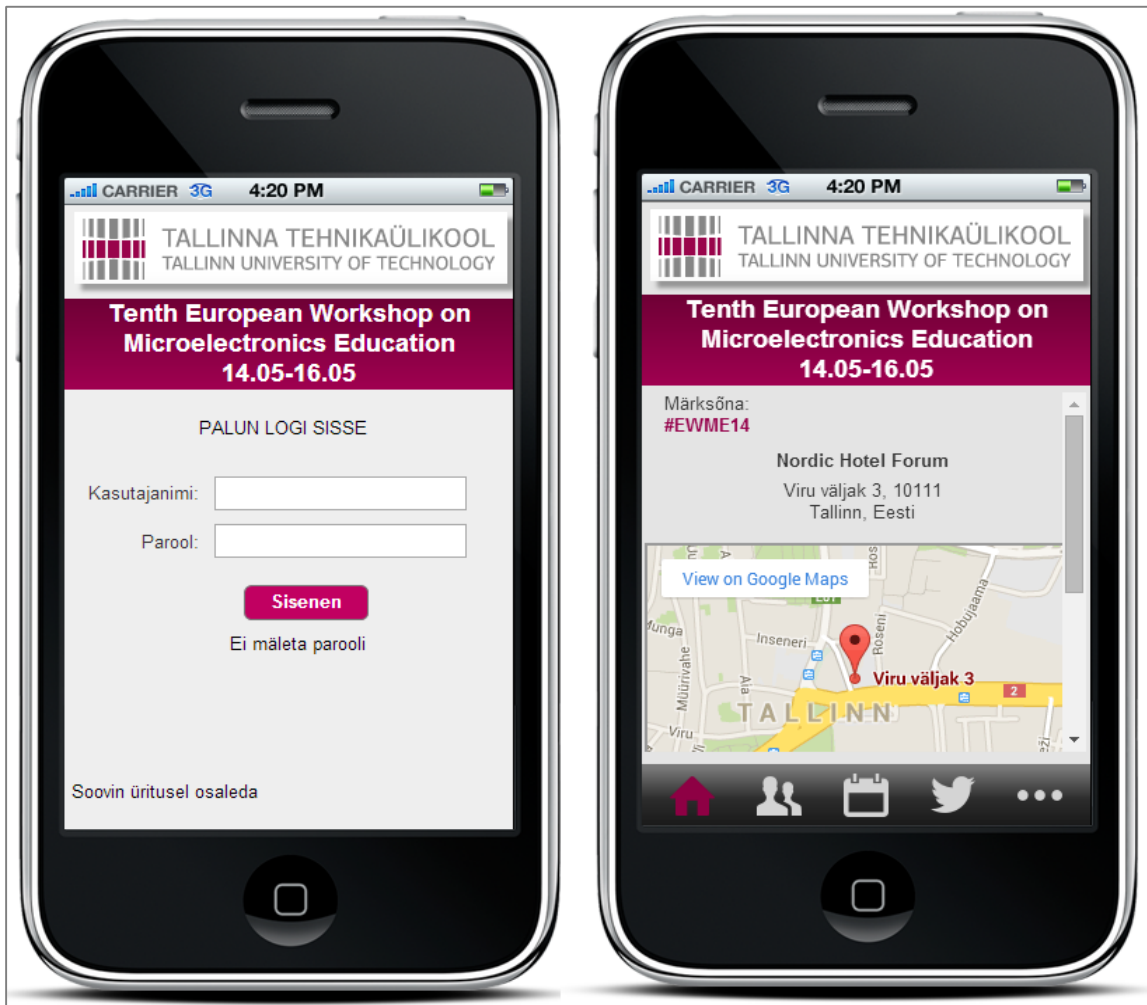 CARRIER 3G 4:20 PM
TALLINNA TEHNIKAÜLIKOOL
TALLINN UNIVERSITY OF TECHNOLOGY
Tenth European Workshop on
Microelectronics Education
14.05-16.05
PALUN LOGI SISSE
Kasutajanimi:
Parool:
Sisenen
Ei mäleta parooli
Soovin üritusel osaleda
CARRIER 3G 4:20 PM
TALLINNA TEHNIKAÜLIKOOL
TALLINN UNIVERSITY OF TECHNOLOGY
Tenth European Workshop on
Microelectronics Education
14.05-16.05
Märksõna:
#EWME14
Nordic Hotel Forum
Viru väljak 3, 10111
Tallinn, Eesti
View on Google Maps
Munga
Müürivahe
Inseneri
Aia
Roseni
Hobujaama
Viru väljak 3
2
TALLINN
Viru